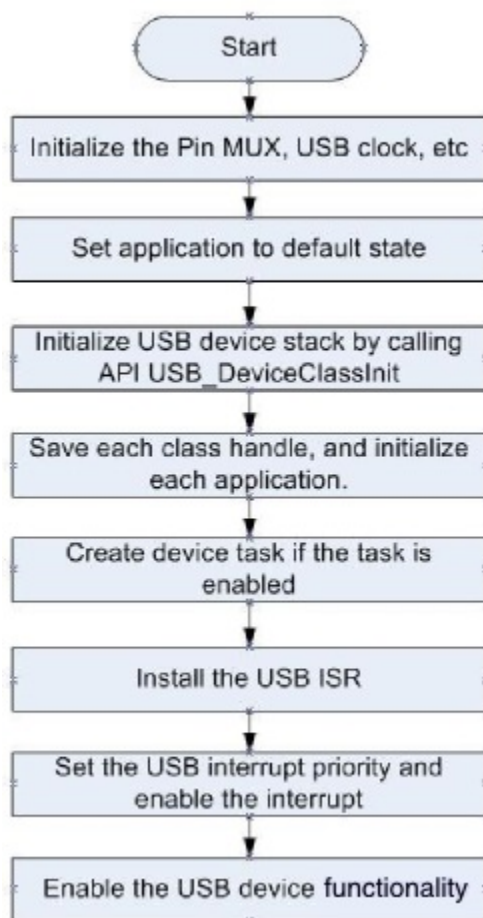 Start
Initialize the Pin MUX, USB clock, etc
Set application to default state
Initialize USB device stack by calling
API USB_DeviceClassInit
Save each class handle, and initialize
each application.
Create device task if the task is
enabled
Install the USB ISR
Set the USB interrupt priority and
enable the interrupt
Enable the USB device functionality